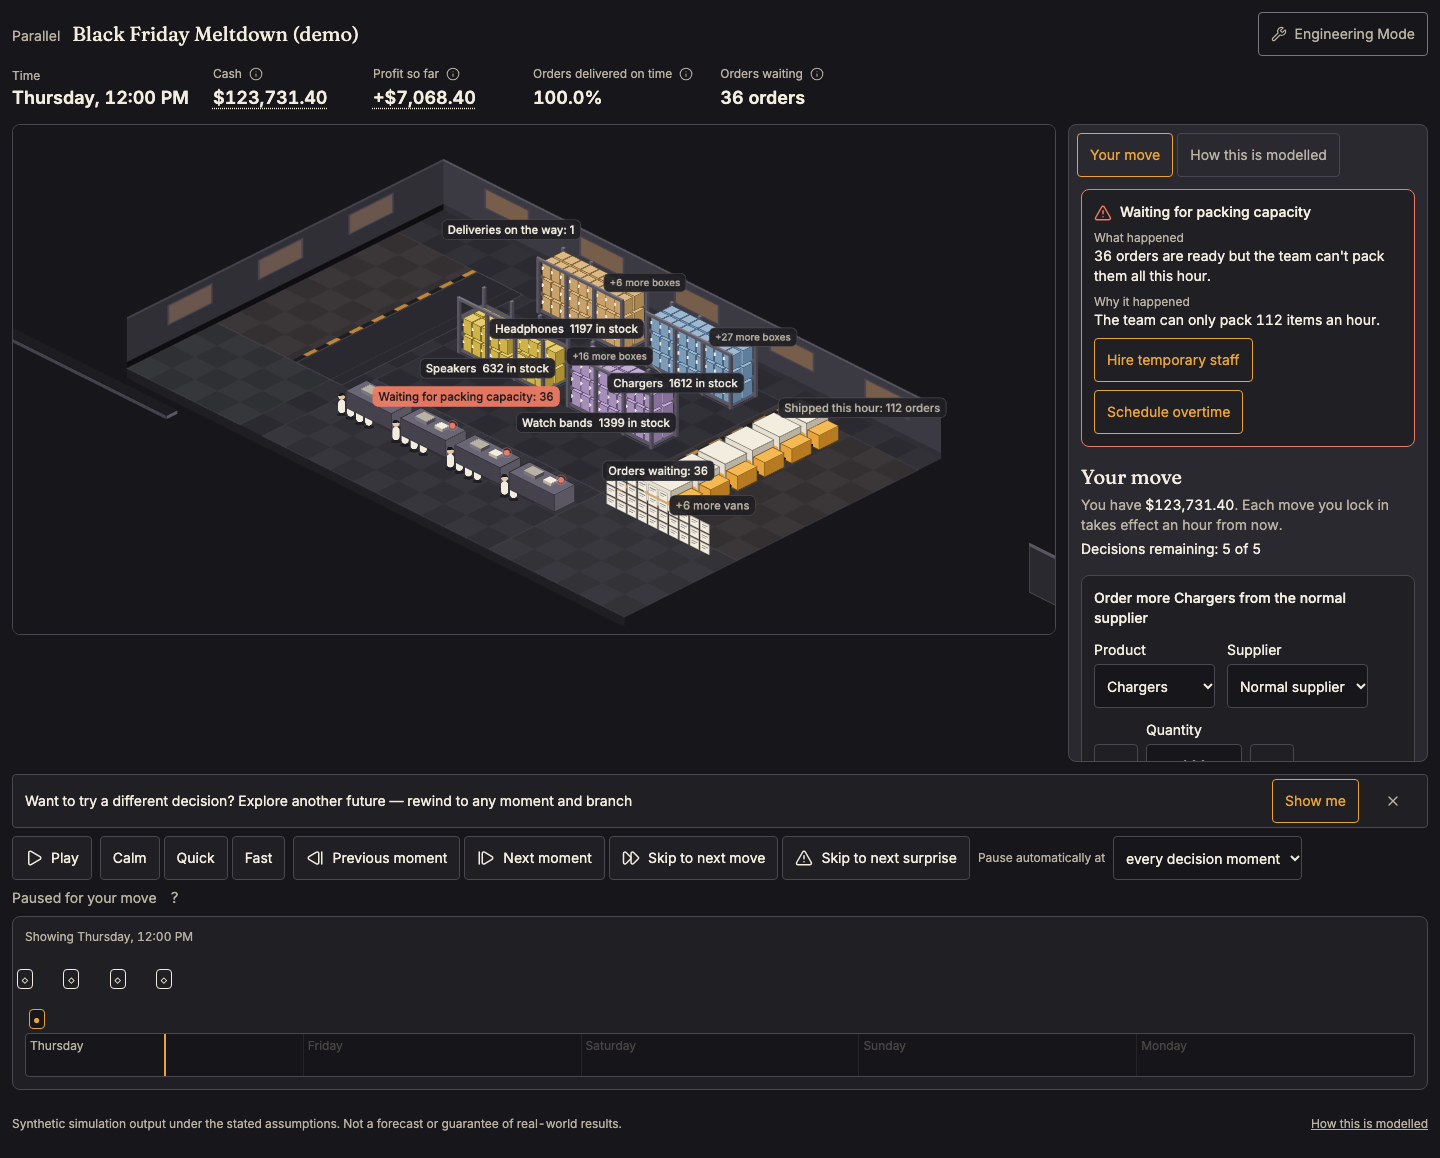 Parallel Black Friday Meltdown (demo)
Engineering Mode
Time
Thursday, 12:00 PM
Cash
$123,731.40
Profit so far
+$7,068.40
Orders delivered on time
100.0%
Orders waiting
36 orders
Deliveries on the way: 1
+6 more boxes
Headphones 1197 in stock
+27 more boxes
+16 more boxes
Speakers 632 in stock
Chargers 1612 in stock
Waiting for packing capacity: 36
Shipped this hour: 112 orders
Watch bands 1399 in stock
Orders waiting: 36
+6 more vans
Your move
How this is modelled
Waiting for packing capacity
What happened
36 orders are ready but the team can't pack
them all this hour.
Why it happened
The team can only pack 112 items an hour.
Hire temporary staff
Schedule overtime
Your move
You have $123,731.40. Each move you lock in
takes effect an hour from now.
Decisions remaining: 5 of 5
Order more Chargers from the normal
supplier
Product
Supplier
Chargers
Normal supplier
Quantity
Want to try a different decision? Explore another future — rewind to any moment and branch
Show me
Play
Calm
Quick
Fast
Previous moment
Next moment
Skip to next move
Skip to next surprise
Pause automatically at
every decision moment
Paused for your move ?
Showing Thursday, 12:00 PM
Thursday
Friday
Saturday
Sunday
Monday
Synthetic simulation output under the stated assumptions. Not a forecast or guarantee of real-world results.
How this is modelled